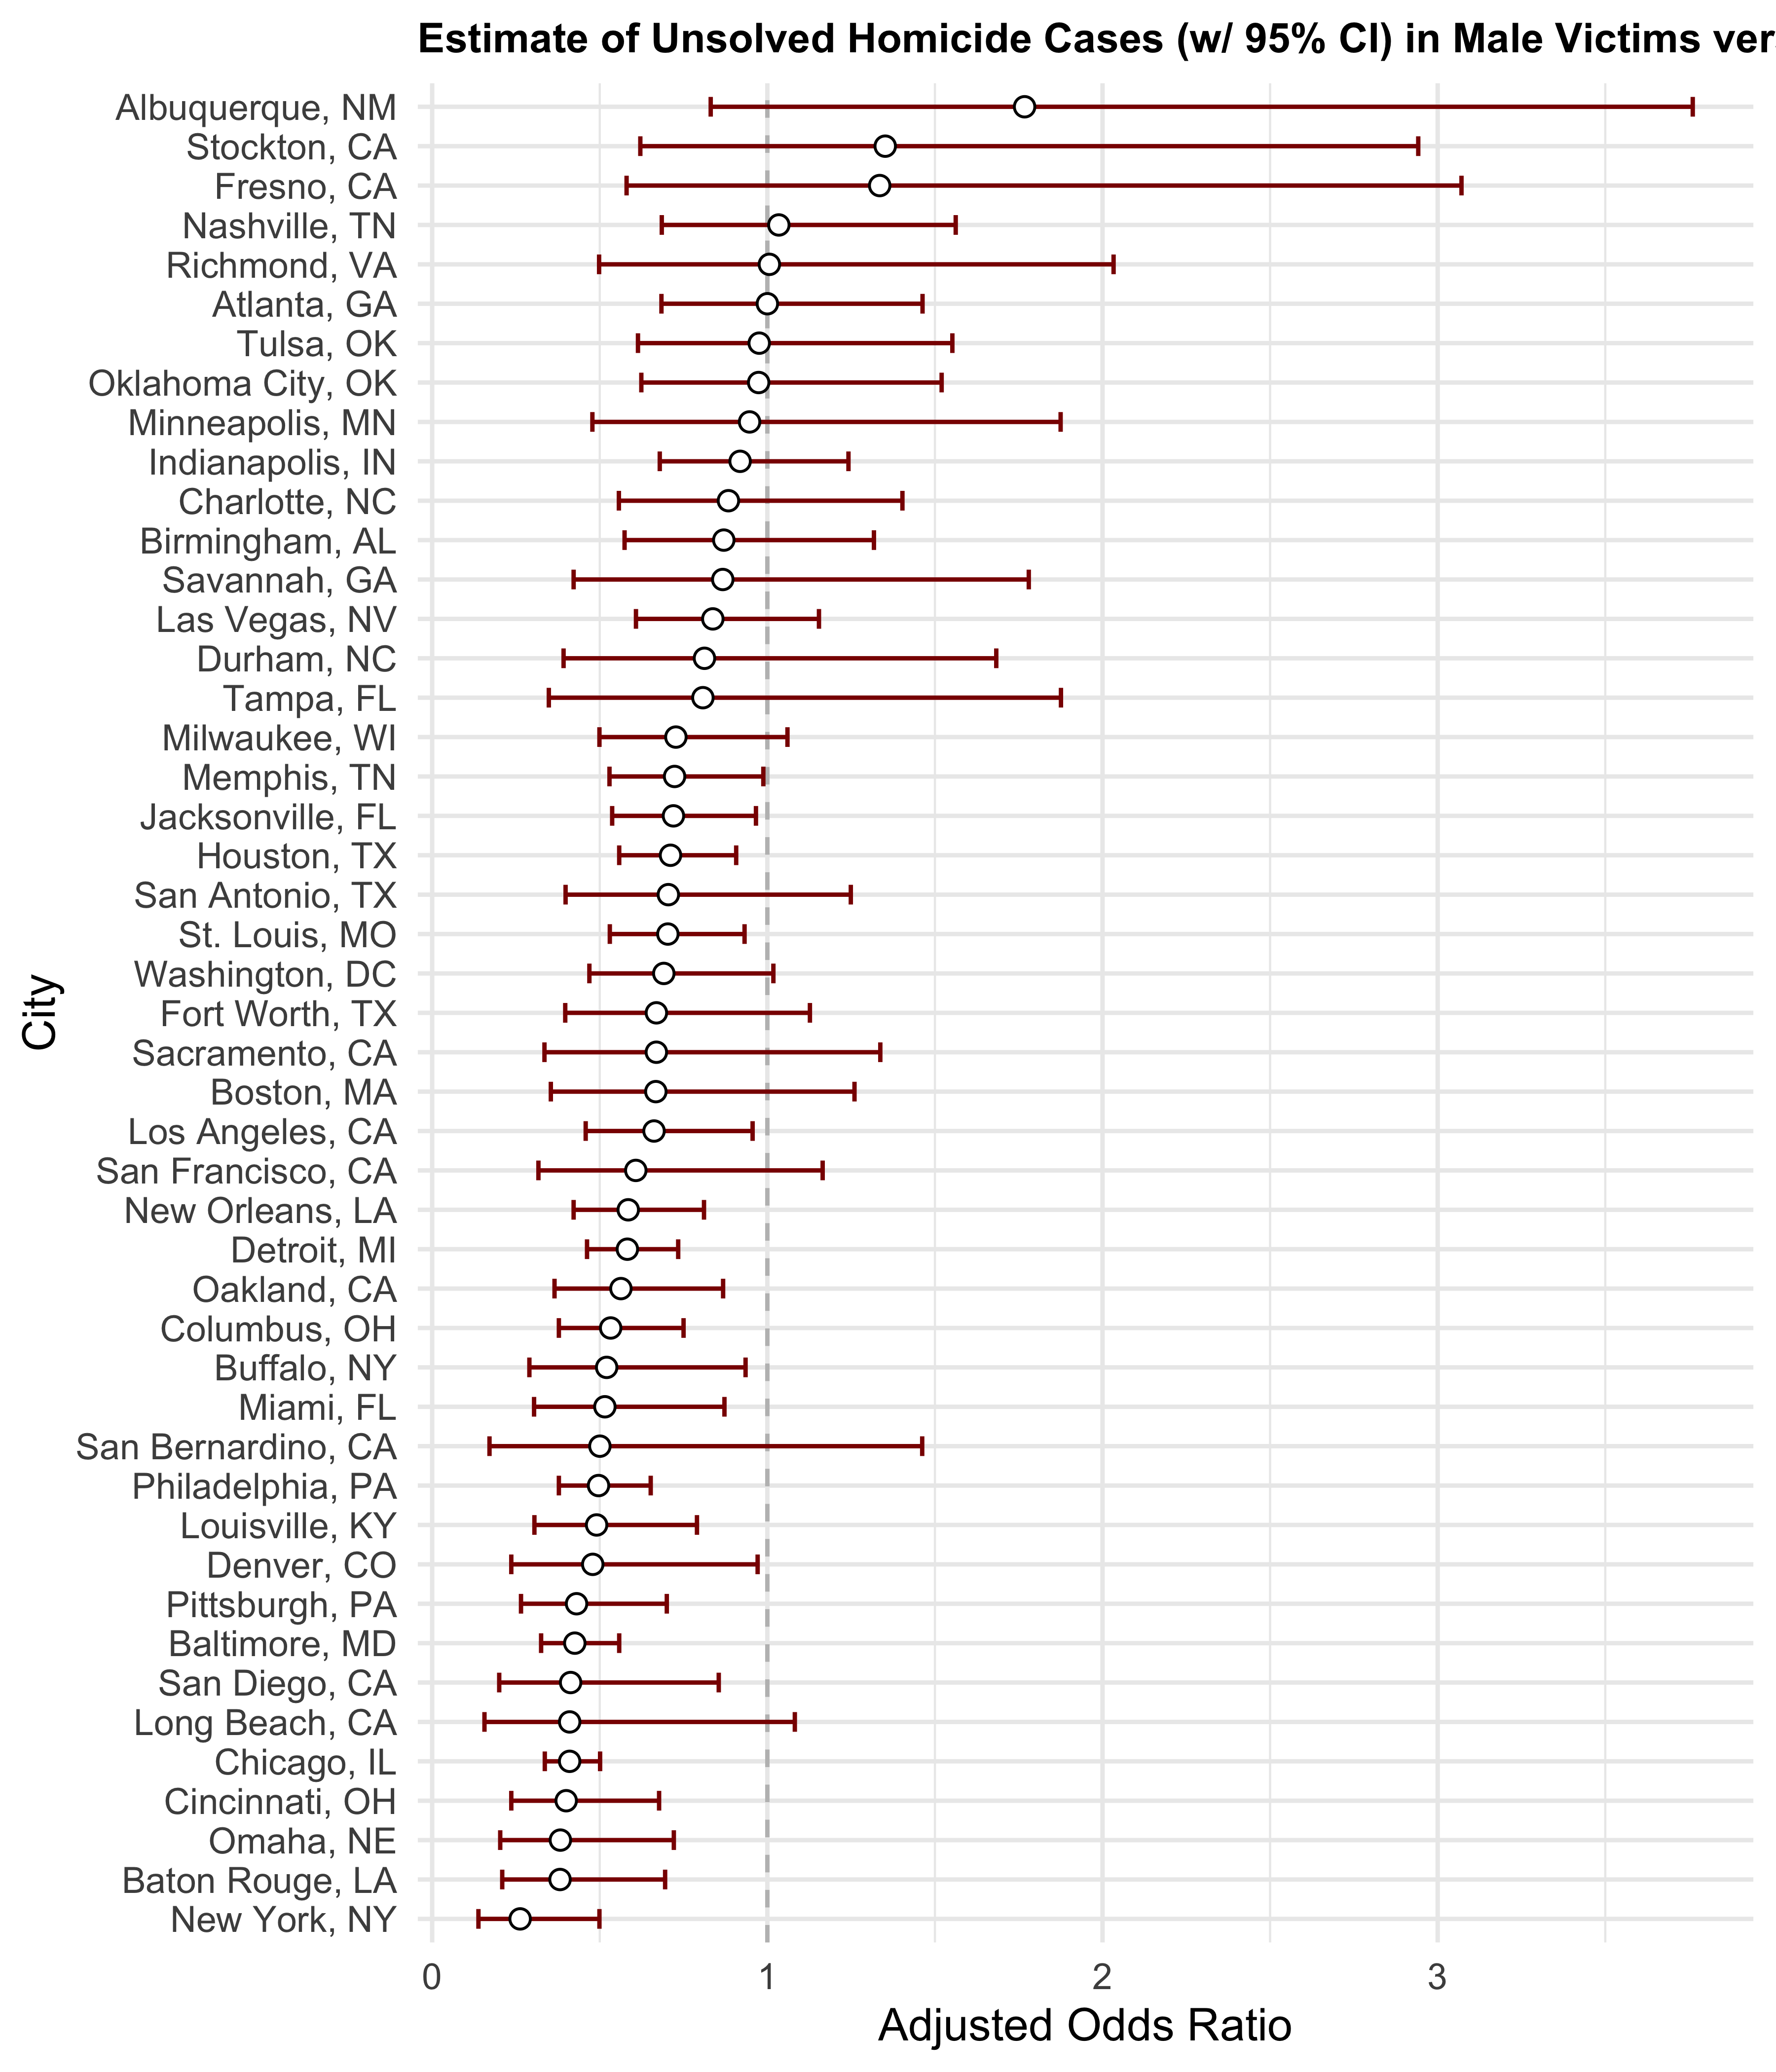 Estimate of Unsolved Homicide Cases (w/ 95% CI) in Male Victims ver
Albuquerque, NM
Stockton, CA
Fresno, CA
Nashville, TN
Richmond, VA
Atlanta, GA
Tulsa, OK
Oklahoma City, OK
Minneapolis, MN
Indianapolis, IN
Charlotte, NC
Birmingham, AL
Savannah, GA
Las Vegas, NV
Durham, NC
Tampa, FL
Milwaukee, WI
Memphis, TN
Jacksonville, FL
Houston, TX
San Antonio, TX
St. Louis, MO
Washington, DC
Fort Worth, TX
Sacramento, CA
Boston, MA
Los Angeles, CA
San Francisco, CA
New Orleans, LA
Detroit, MI
Oakland, CA
Columbus, OH
Buffalo, NY
Miami, FL
San Bernardino, CA
Philadelphia, PA
Louisville, KY
Denver, CO
Pittsburgh, PA
Baltimore, MD
San Diego, CA
Long Beach, CA
Chicago, IL
Cincinnati, OH
Omaha, NE
Baton Rouge, LA
New York, NY
City
0 1 2 3
Adjusted Odds Ratio